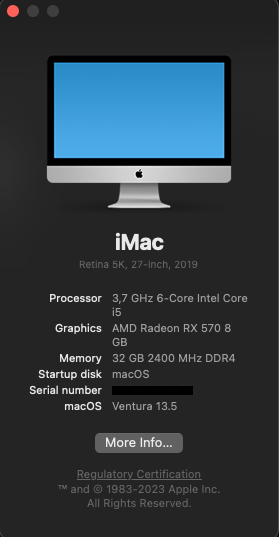 iMac
Retina 5K, 27-inch, 2019
Processor 3,7 GHz 6-Core Intel Core
i5
Graphics AMD Radeon RX 570 8
GB
Memory 32 GB 2400 MHz DDR4
Startup disk macOS
Serial number
macOS Ventura 13.5
More Info...
Regulatory Certification
™ and © 1983-2023 Apple Inc.
All Rights Reserved.